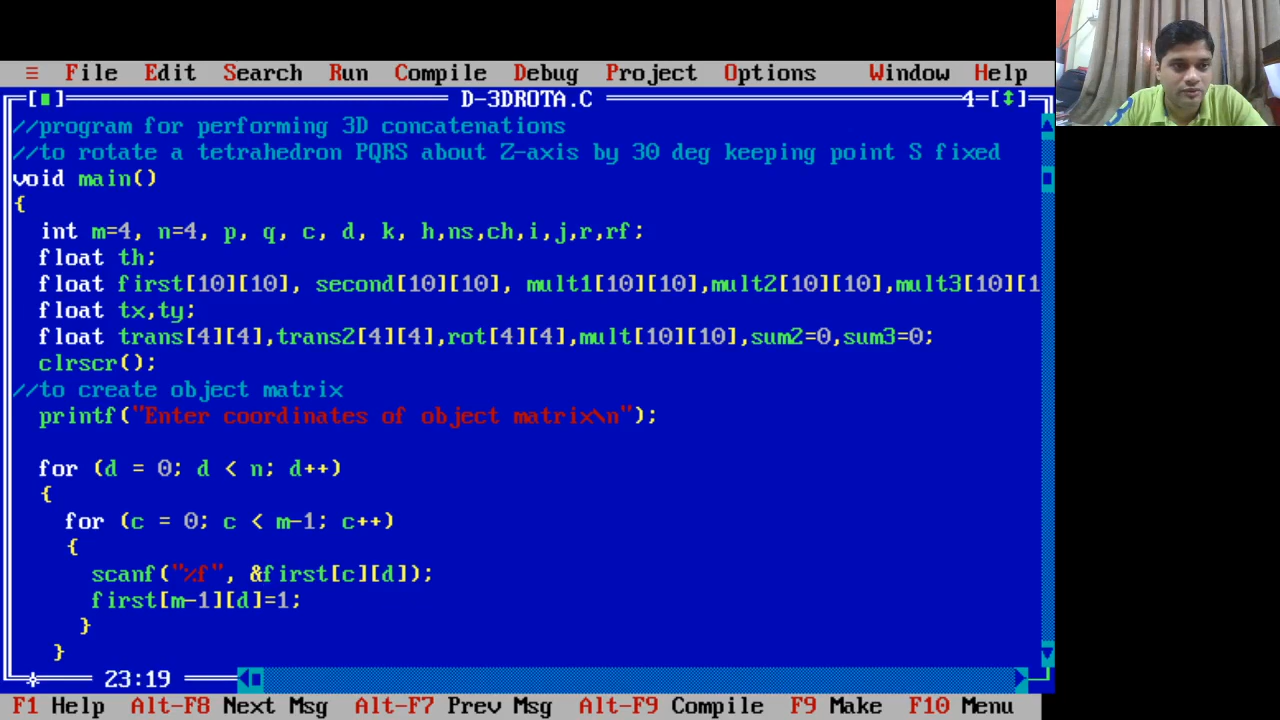 ≡ File Edit Search Run Compile Debug Project Options Window Help
[■] D-3DROTA.C 4=[↕]
//program for performing 3D concatenations
//to rotate a tetrahedron PQRS about Z-axis by 30 deg keeping point S fixed
void main()
{
int m=4, n=4, p, q, c, d, k, h,ns,ch,i,j,r,rf;
float th;
float first[10][10], second[10][10], mult1[10][10],mult2[10][10],mult3[10][1
float tx,ty;
float trans[4][4],trans2[4][4],rot[4][4],mult[10][10],sum2=0,sum3=0;
clrscr();
//to create object matrix
printf("Enter coordinates of object matrix\n");
for (d = 0; d < n; d++)
{
for (c = 0; c < m-1; c++)
{
scanf("%f", &first[c][d]);
first[m-1][d]=1;
}
}
23:19
F1 Help Alt-F8 Next Msg Alt-F7 Prev Msg Alt-F9 Compile F9 Make F10 Menu